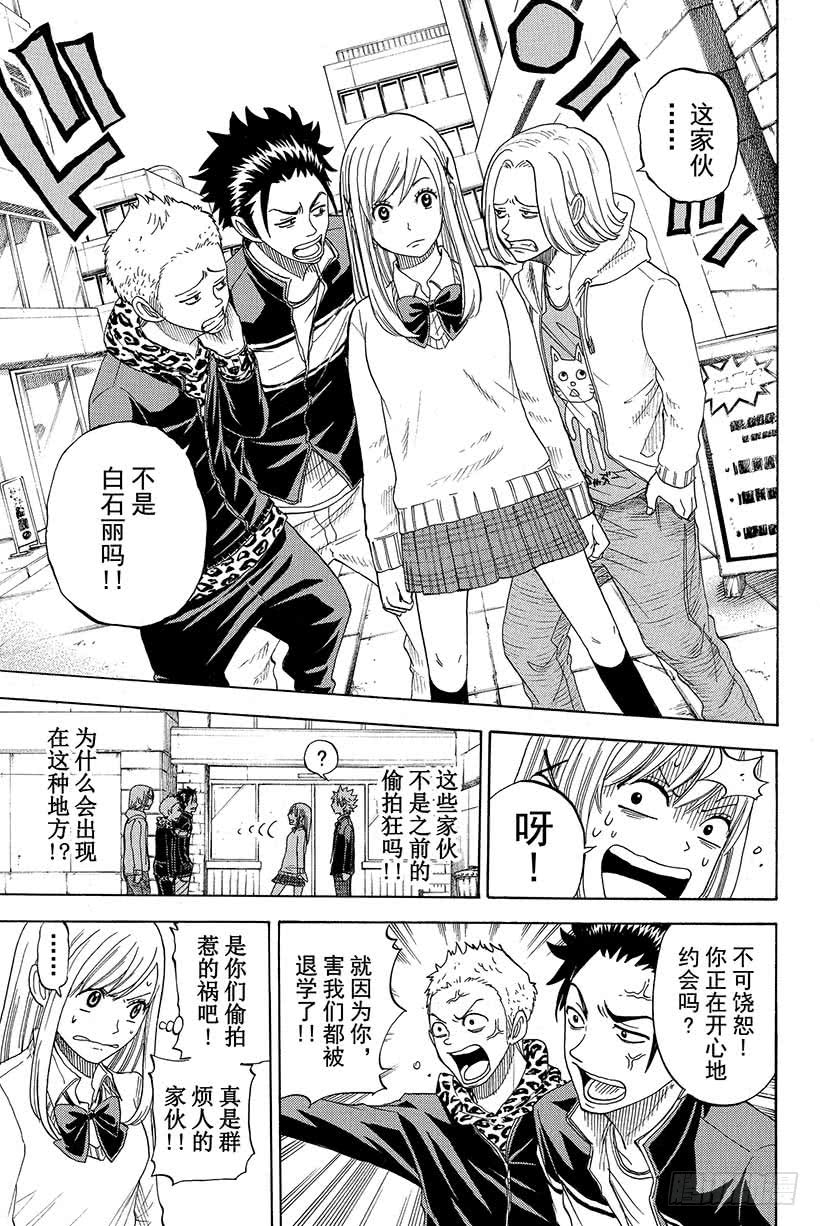 这家伙
……
不是
白石丽吗!!
呀!
这些家伙
不是之前的
偷拍狂吗!!
?
为什么会出现
在这种地方!?
不可饶恕!
你正在开心地
约会吗?
就因为你,
害我们都被
退学了!!
是你们偷拍
惹的祸吧!
真是群
烦人的
家伙!!
……